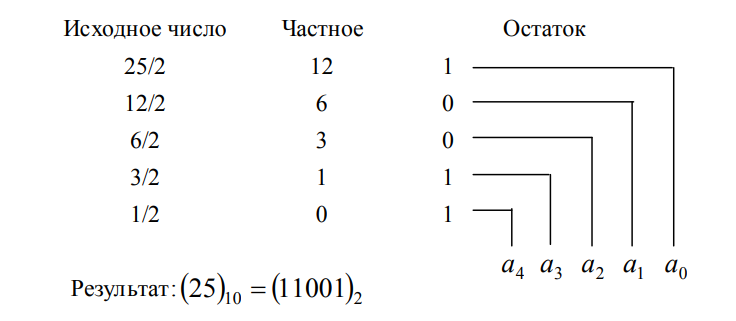 Исходное число Частное Остаток
25/2 12 1
12/2 6 0
6/2 3 0
3/2 1 1
1/2 0 1
a₄ a₃ a₂ a₁ a₀
Результат: (25)₁₀ = (11001)₂